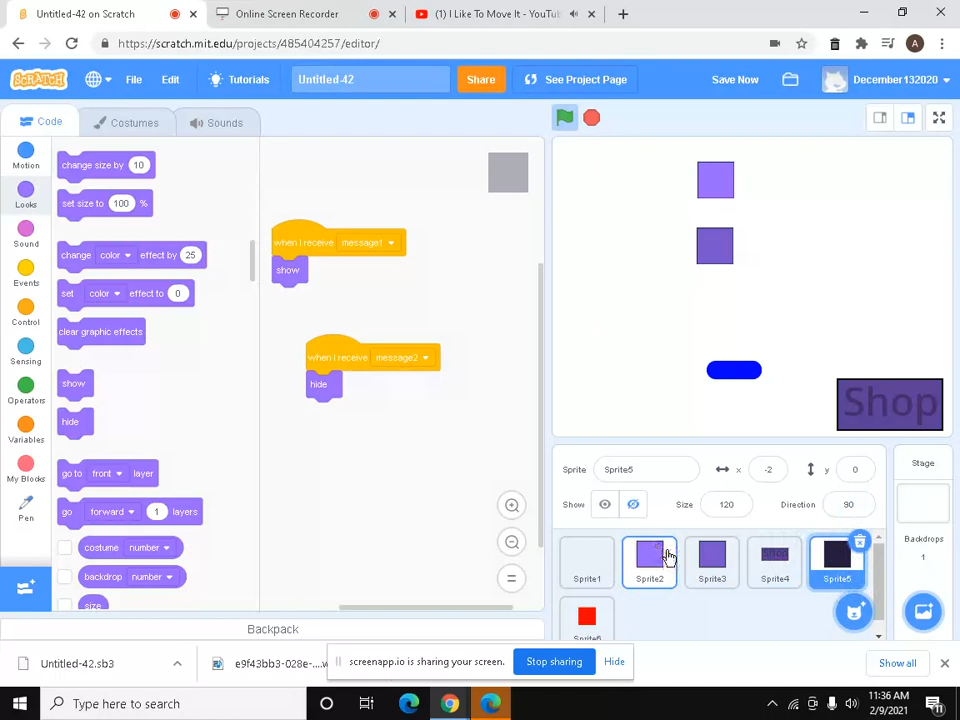 Untitled-42 on Scratch
Online Screen Recorder
(1) I Like To Move It - YouTu
https://scratch.mit.edu/projects/485404257/editor/
A
SCRATCH
File
Edit
Tutorials
Untitled-42
Share
See Project Page
Save Now
December132020
Code
Costumes
Sounds
Motion
Looks
Sound
Events
Control
Sensing
Operators
Variables
My Blocks
Pen
change size by 10
set size to 100 %
change color effect by 25
set color effect to 0
clear graphic effects
show
hide
go to front layer
go forward 1 layers
costume number
backdrop number
size
when I receive message1
show
when I receive message2
hide
Shop
Sprite Sprite5 x -2 y 0
Show Size 120 Direction 90
Sprite1
Sprite2
Sprite3
Shop
Sprite4
Sprite5
Sprite6
Stage
Backdrops
1
Backpack
Untitled-42.sb3
e9f43bb3-028e-....w
screenapp.io is sharing your screen.
Stop sharing
Hide
Show all
Type here to search
11:36 AM
2/9/2021
11